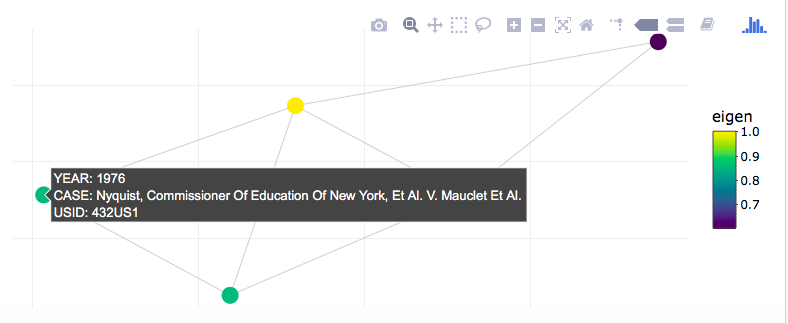 eigen
1.0
0.9
0.8
0.7
YEAR: 1976
CASE: Nyquist, Commissioner Of Education Of New York, Et Al. V. Mauclet Et Al.
USID: 432US1